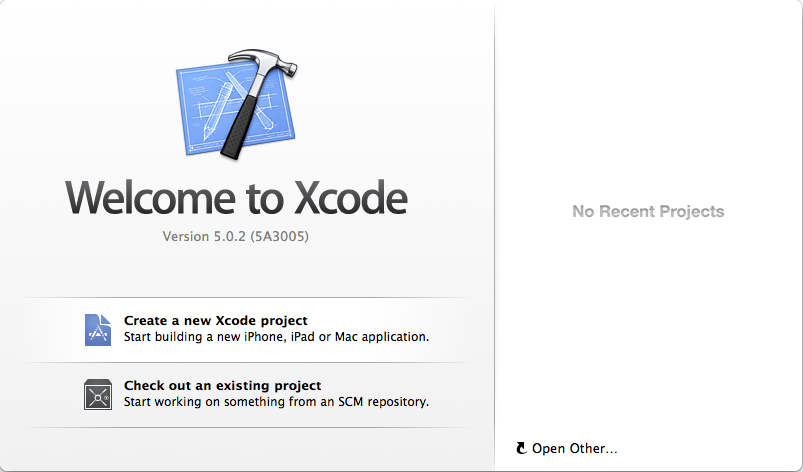 Welcome to Xcode
Version 5.0.2 (5A3005)
Create a new Xcode project
Start building a new iPhone, iPad or Mac application.
Check out an existing project
Start working on something from an SCM repository.
No Recent Projects
Open Other...